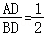 AD/BD = 1/2